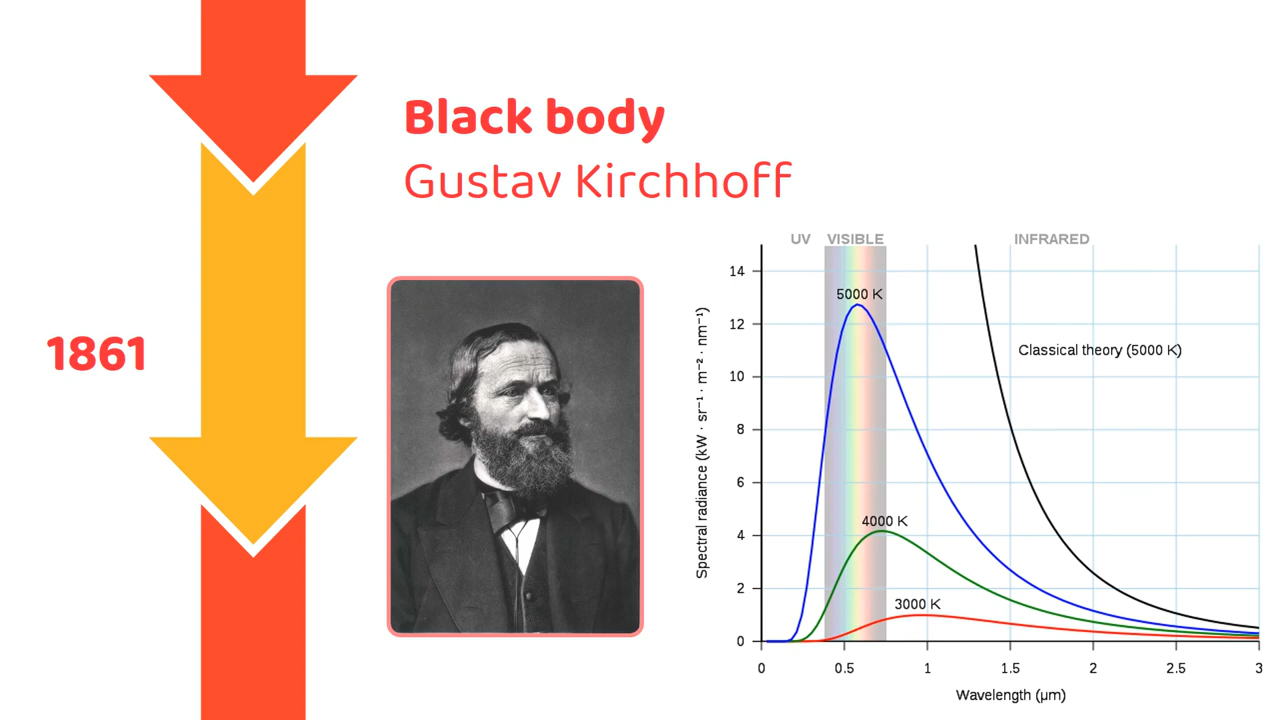 Black body
Gustav Kirchhoff
1861
UV VISIBLE INFRARED
14
12
10
8
6
4
2
0
Spectral radiance (kW · sr⁻¹ · m⁻² · nm⁻¹)
5000 K
Classical theory (5000 K)
4000 K
3000 K
0 0.5 1 1.5 2 2.5 3
Wavelength (μm)